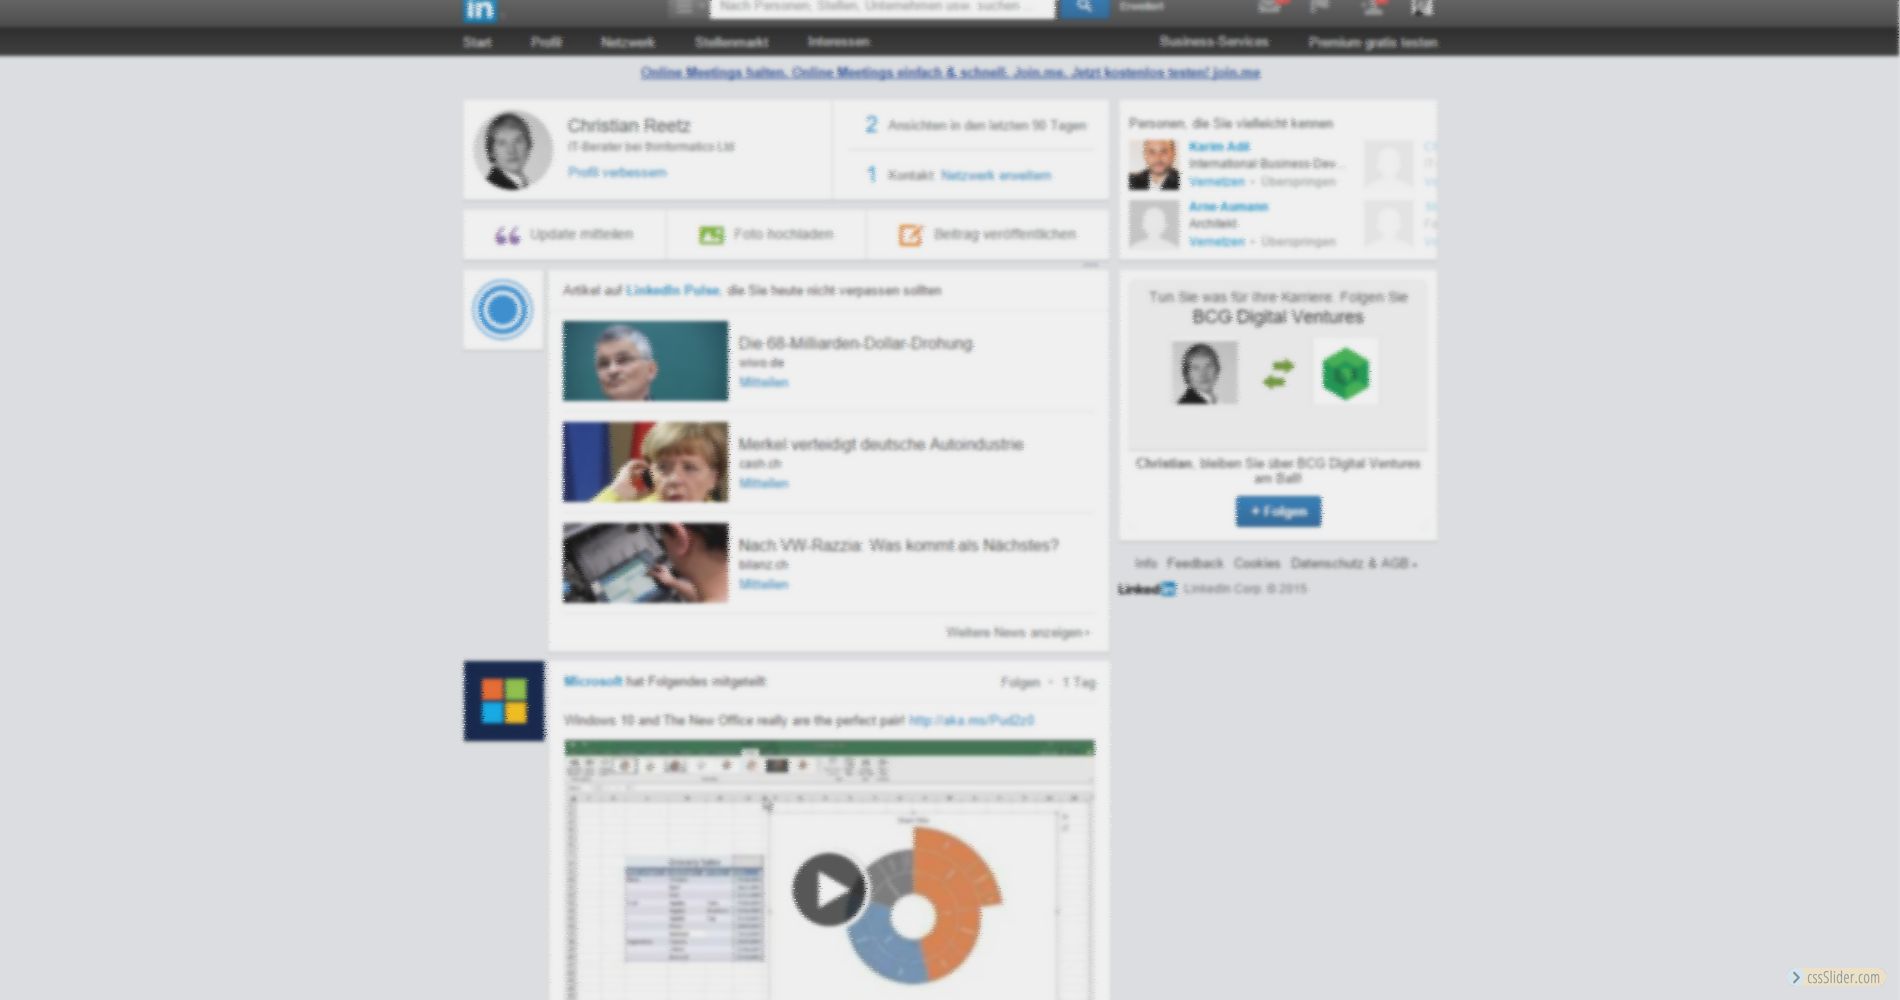 in
Nach Personen, Stellen, Unternehmen usw. suchen ...
Erweitert
Start
Profil
Netzwerk
Stellenmarkt
Interessen
Business-Services
Premium gratis testen
Online Meetings halten. Online Meetings einfach & schnell. Join.me. Jetzt kostenlos testen! join.me
Christian Reetz
IT-Berater bei thinformatics Ltd
Profil verbessern
2 Ansichten in den letzten 90 Tagen
1 Kontakt Netzwerk erweitern
Personen, die Sie vielleicht kennen
Karim Adil
International Business Dev...
Vernetzen • Überspringen
Arne Aumann
Architekt
Vernetzen • Überspringen
Update mitteilen
Foto hochladen
Beitrag veröffentlichen
Artikel auf LinkedIn Pulse, die Sie heute nicht verpassen sollten
Die 68-Milliarden-Dollar-Drohung
wiwo.de
Mitteilen
Merkel verteidigt deutsche Autoindustrie
cash.ch
Mitteilen
Nach VW-Razzia: Was kommt als Nächstes?
bilanz.ch
Mitteilen
Weitere News anzeigen ›
Tun Sie was für Ihre Karriere. Folgen Sie
BCG Digital Ventures
Christian, bleiben Sie über BCG Digital Ventures
am Ball!
+ Folgen
Info Feedback Cookies Datenschutz & AGB
LinkedIn LinkedIn Corp. © 2015
Microsoft hat Folgendes mitgeteilt
Folgen • 1 Tag
Windows 10 and The New Office really are the perfect pair! http://aka.ms/Pud2z0
cssSlider.com